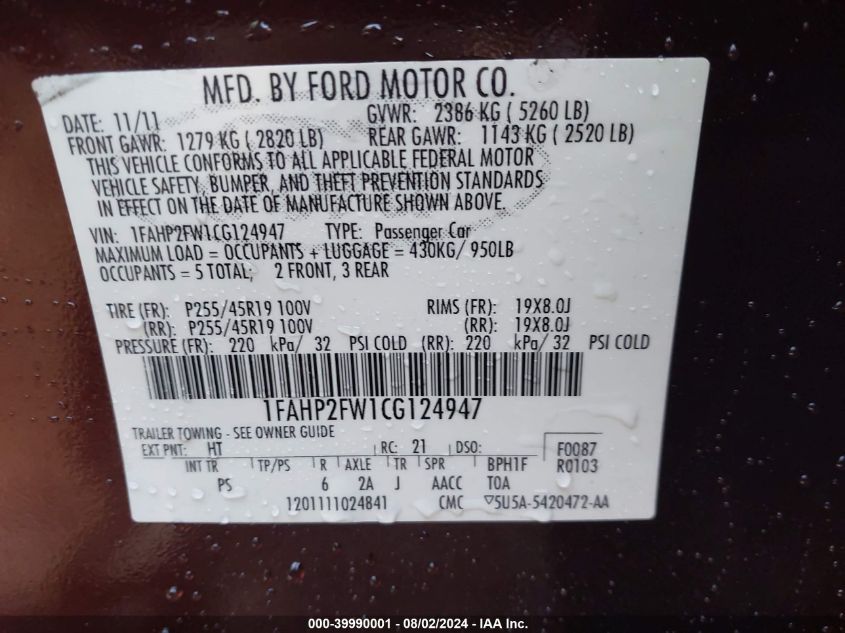 MFD. BY FORD MOTOR CO.
DATE: 11/11 GVWR: 2386 KG ( 5260 LB)
FRONT GAWR: 1279 KG ( 2820 LB) REAR GAWR: 1143 KG ( 2520 LB)
THIS VEHICLE CONFORMS TO ALL APPLICABLE FEDERAL MOTOR
VEHICLE SAFETY, BUMPER, AND THEFT PREVENTION STANDARDS
IN EFFECT ON THE DATE OF MANUFACTURE SHOWN ABOVE.
VIN: 1FAHP2FW1CG124947 TYPE: Passenger Car
MAXIMUM LOAD = OCCUPANTS + LUGGAGE = 430KG/ 950LB
OCCUPANTS = 5 TOTAL; 2 FRONT, 3 REAR
TIRE (FR): P255/45R19 100V RIMS (FR): 19X8.0J
(RR): P255/45R19 100V (RR): 19X8.0J
PRESSURE (FR): 220 kPa/ 32 PSI COLD (RR): 220 kPa/ 32 PSI COLD
1FAHP2FW1CG124947
TRAILER TOWING - SEE OWNER GUIDE
EXT PNT: HT RC: 21 DSO: F0087
INT TR TP/PS R AXLE TR SPR BPH1F R0103
PS 6 2A J AACC TOA
1201111024841 CMC ▽5U5A-5420472-AA
000-39990001 - 08/02/2024 - IAA Inc.